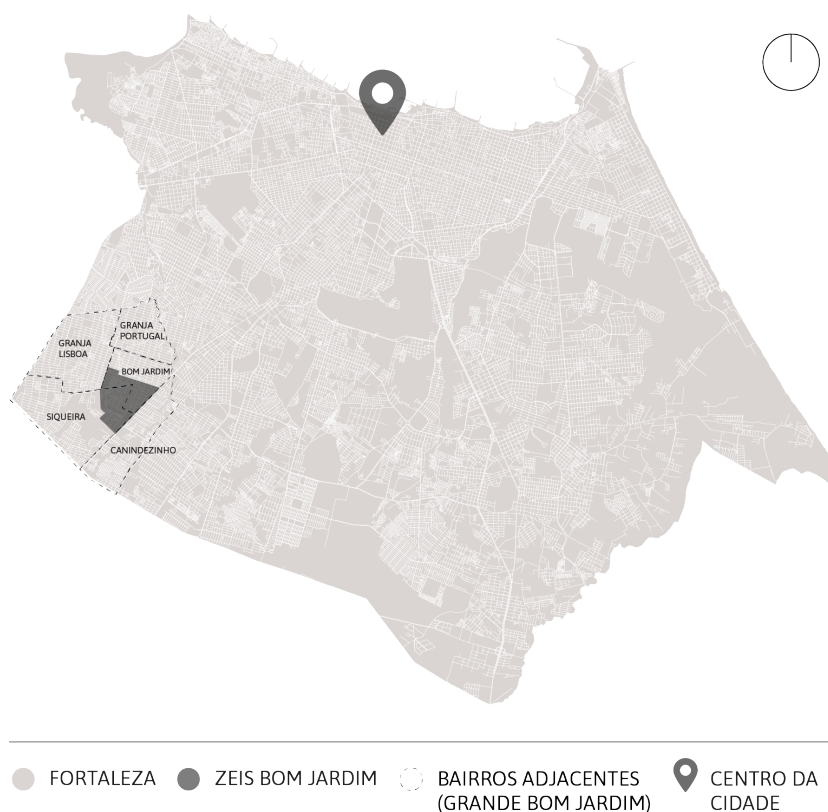 GRANJA
PORTUGAL
GRANJA
LISBOA
BOM JARDIM
SIQUEIRA
CANINDEZINHO
FORTALEZA
ZEIS BOM JARDIM
BAIRROS ADJACENTES
(GRANDE BOM JARDIM)
CENTRO DA
CIDADE